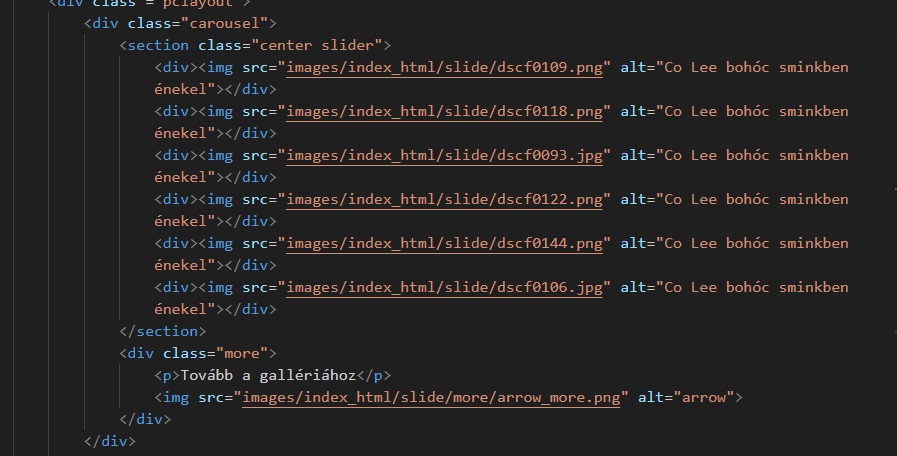 <div class = "pclayout">
<div class="carousel">
<section class="center slider">
<div><img src="images/index_html/slide/dscf0109.png" alt="Co Lee bohóc sminkben
énekel"></div>
<div><img src="images/index_html/slide/dscf0118.png" alt="Co Lee bohóc sminkben
énekel"></div>
<div><img src="images/index_html/slide/dscf0093.jpg" alt="Co Lee bohóc sminkben
énekel"></div>
<div><img src="images/index_html/slide/dscf0122.png" alt="Co Lee bohóc sminkben
énekel"></div>
<div><img src="images/index_html/slide/dscf0144.png" alt="Co Lee bohóc sminkben
énekel"></div>
<div><img src="images/index_html/slide/dscf0106.jpg" alt="Co Lee bohóc sminkben
énekel"></div>
</section>
<div class="more">
<p>Tovább a gallériához</p>
<img src="images/index_html/slide/more/arrow_more.png" alt="arrow">
</div>
</div>